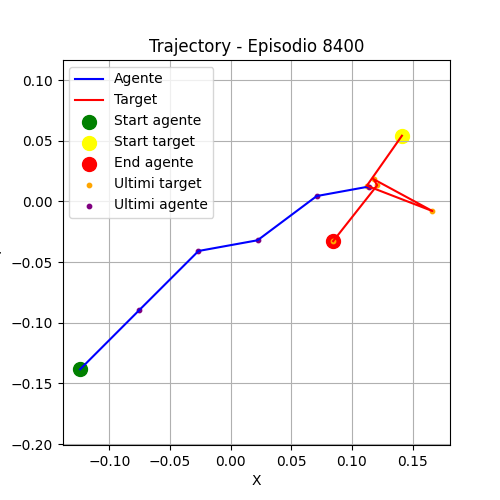 Trajectory - Episodio 8400
Agente
Target
Start agente
Start target
End agente
Ultimi target
Ultimi agente
0.10
0.05
0.00
−0.05
−0.10
−0.15
−0.20
−0.10
−0.05
0.00
0.05
0.10
0.15
X